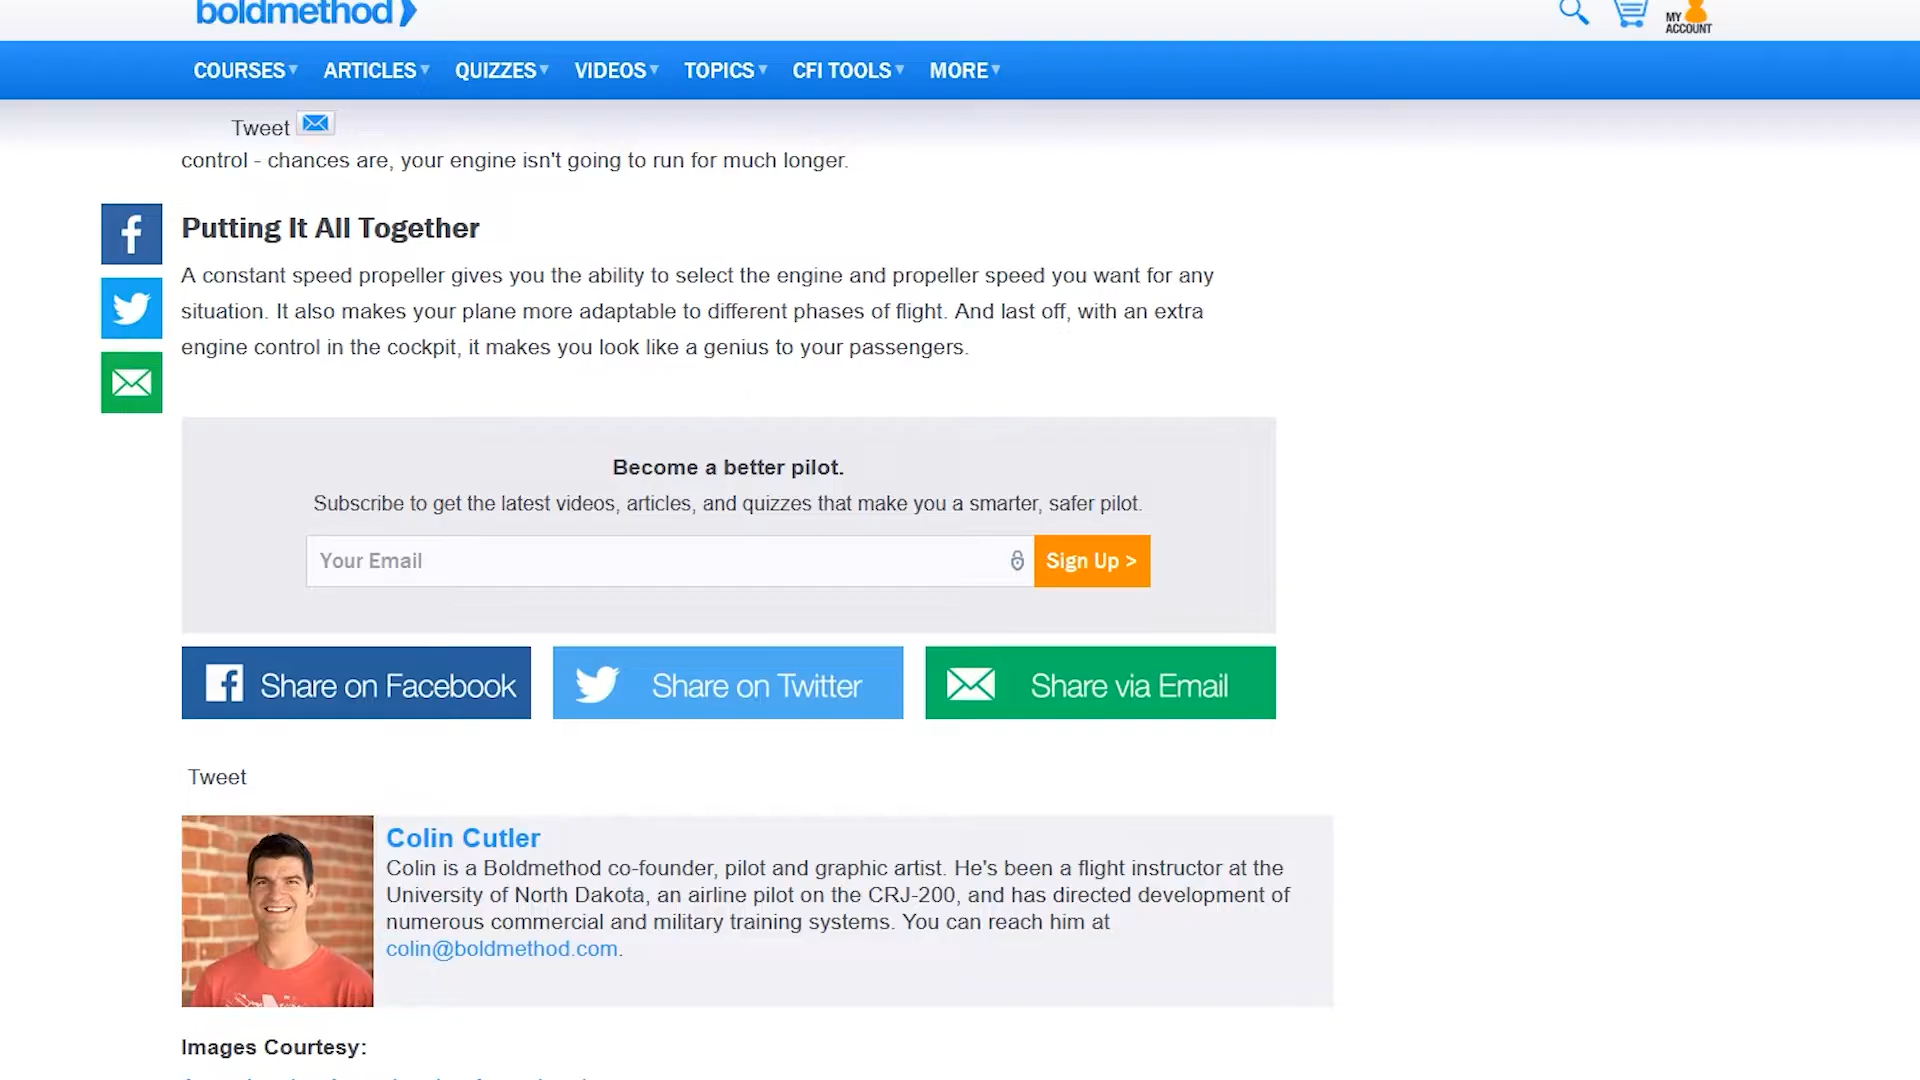 boldmethod
MY ACCOUNT
COURSES ARTICLES QUIZZES VIDEOS TOPICS CFI TOOLS MORE
Tweet
control - chances are, your engine isn't going to run for much longer.
Putting It All Together
A constant speed propeller gives you the ability to select the engine and propeller speed you want for any
situation. It also makes your plane more adaptable to different phases of flight. And last off, with an extra
engine control in the cockpit, it makes you look like a genius to your passengers.
Become a better pilot.
Subscribe to get the latest videos, articles, and quizzes that make you a smarter, safer pilot.
Your Email
Sign Up >
Share on Facebook
Share on Twitter
Share via Email
Tweet
Colin Cutler
Colin is a Boldmethod co-founder, pilot and graphic artist. He's been a flight instructor at the
University of North Dakota, an airline pilot on the CRJ-200, and has directed development of
numerous commercial and military training systems. You can reach him at
colin@boldmethod.com.
Images Courtesy: